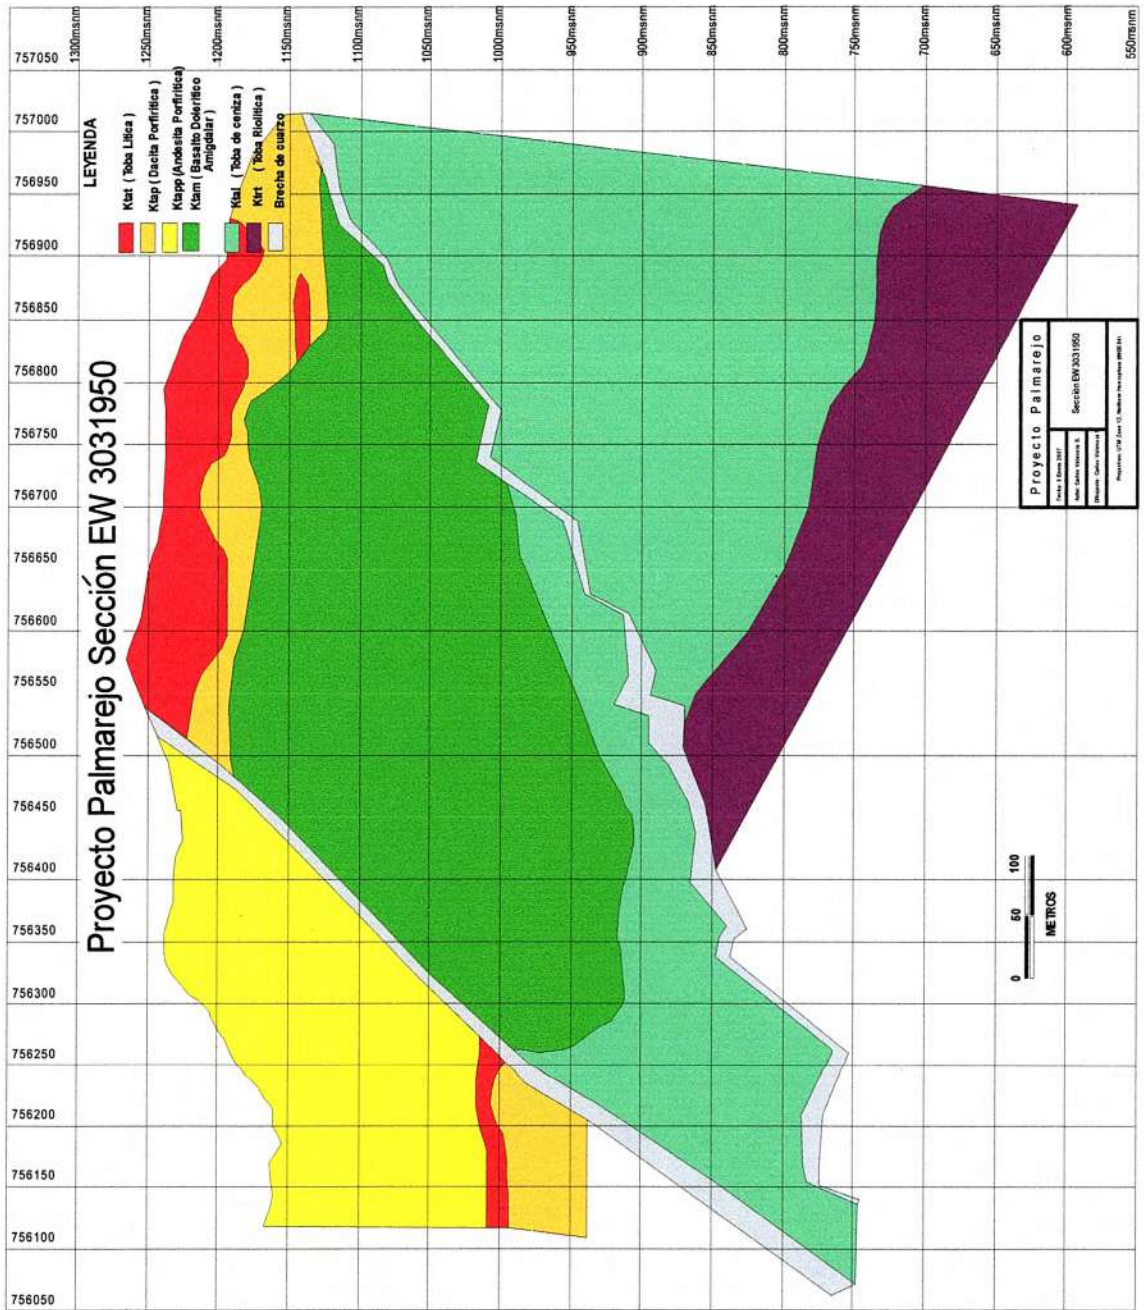 Proyecto Palmarejo Sección EW 3031950
LEYENDA
Ktat ( Toba Lítica )
Ktap ( Dacita Porfirítica )
Ktapp (Andesita Porfirítica)
Ktam ( Basalto Dolerítico
Amigdalar )
Ktal ( Toba de ceniza )
Ktrt ( Toba Riolítica )
Brecha de cuarzo
1300msnm
1250msnm
1200msnm
1150msnm
1100msnm
1050msnm
1000msnm
950msnm
900msnm
850msnm
800msnm
750msnm
700msnm
650msnm
600msnm
550msnm
756050
756100
756150
756200
756250
756300
756350
756400
756450
756500
756550
756600
756650
756700
756750
756800
756850
756900
756950
757000
757050
0 50 100
METROS
Proyecto Palmarejo
Sección EW 3031950